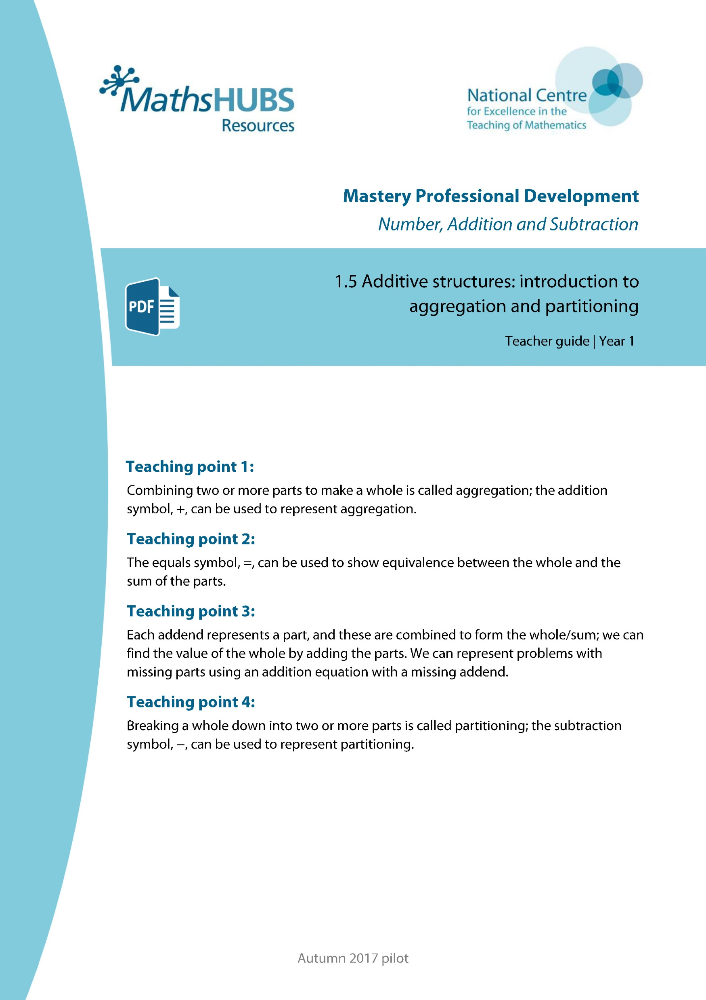 MathsHUBS
Resources
National Centre
for Excellence in the
Teaching of Mathematics
Mastery Professional Development
Number, Addition and Subtraction
PDF
1.5 Additive structures: introduction to
aggregation and partitioning
Teacher guide | Year 1
Teaching point 1:
Combining two or more parts to make a whole is called aggregation; the addition
symbol, +, can be used to represent aggregation.
Teaching point 2:
The equals symbol, =, can be used to show equivalence between the whole and the
sum of the parts.
Teaching point 3:
Each addend represents a part, and these are combined to form the whole/sum; we can
find the value of the whole by adding the parts. We can represent problems with
missing parts using an addition equation with a missing addend.
Teaching point 4:
Breaking a whole down into two or more parts is called partitioning; the subtraction
symbol, −, can be used to represent partitioning.
Autumn 2017 pilot